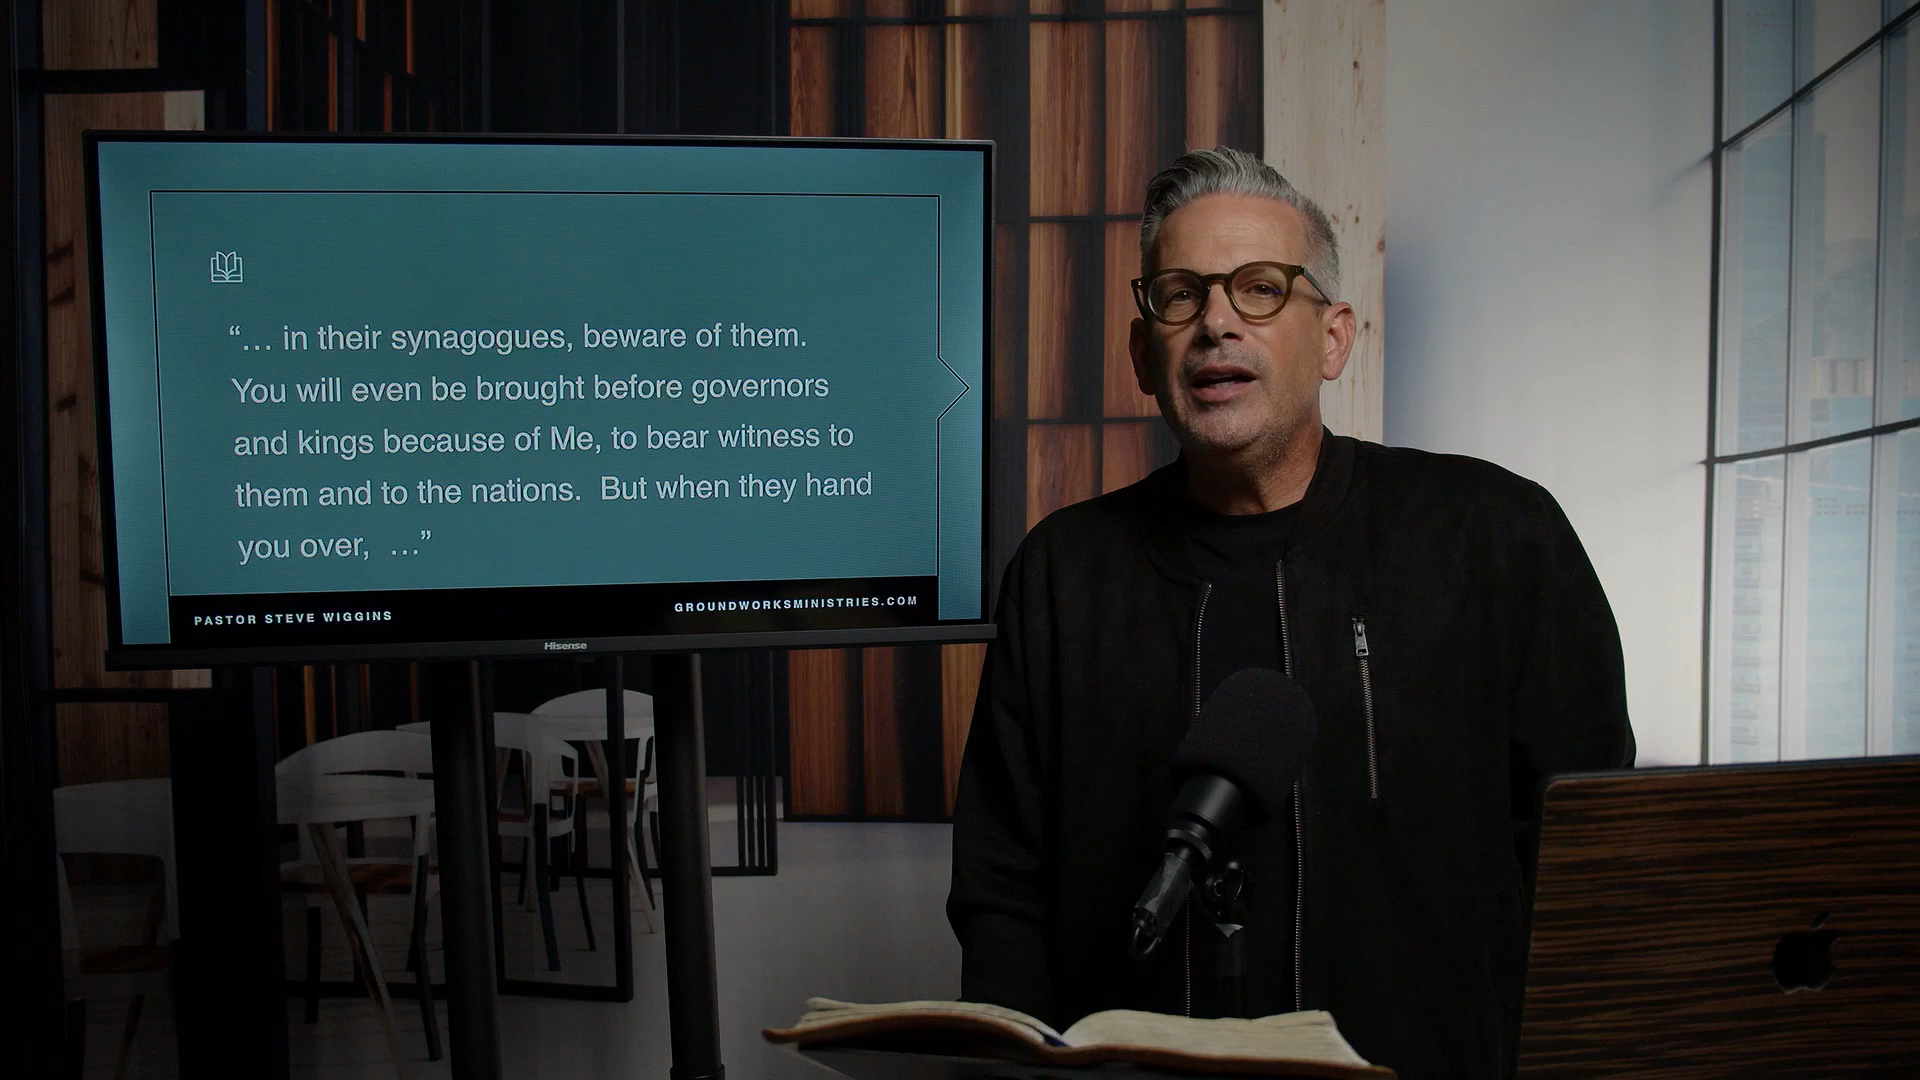 “… in their synagogues, beware of them.
You will even be brought before governors
and kings because of Me, to bear witness to
them and to the nations.  But when they hand
you over,  …”
PASTOR STEVE WIGGINS
GROUNDWORKSMINISTRIES.COM
Hisense